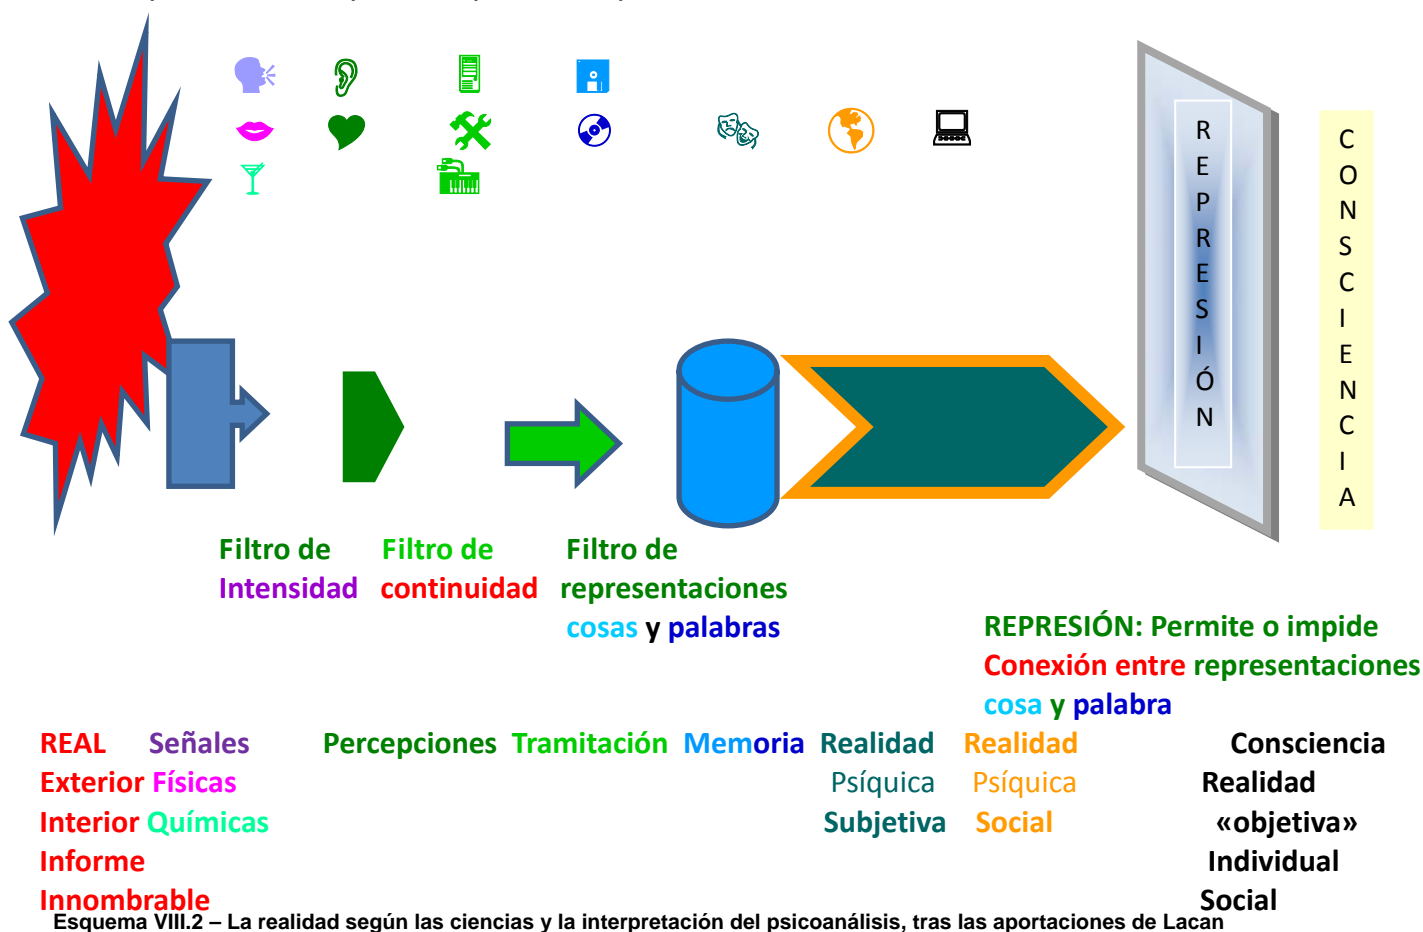 REPRESIÓN
CONSCIENCIA
Filtro de Filtro de Filtro de
Intensidad continuidad representaciones
cosas y palabras
REPRESIÓN: Permite o impide
Conexión entre representaciones
cosa y palabra
REAL Señales Percepciones Tramitación Memoria Realidad Realidad Consciencia
Exterior Físicas Psíquica Psíquica Realidad
Interior Químicas Subjetiva Social «objetiva»
Informe Individual
Innombrable Social
Esquema VIII.2 – La realidad según las ciencias y la interpretación del psicoanálisis, tras las aportaciones de Lacan